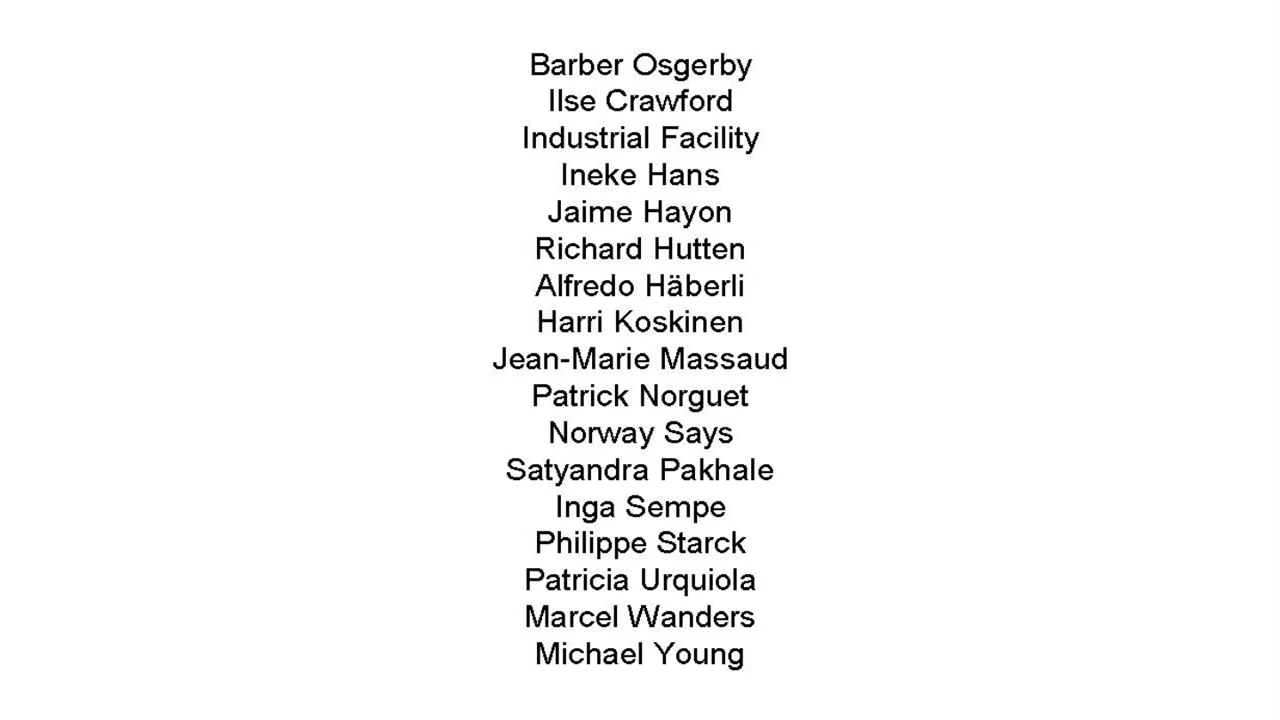 Barber Osgerby
Ilse Crawford
Industrial Facility
Ineke Hans
Jaime Hayon
Richard Hutten
Alfredo Häberli
Harri Koskinen
Jean-Marie Massaud
Patrick Norguet
Norway Says
Satyandra Pakhale
Inga Sempe
Philippe Starck
Patricia Urquiola
Marcel Wanders
Michael Young